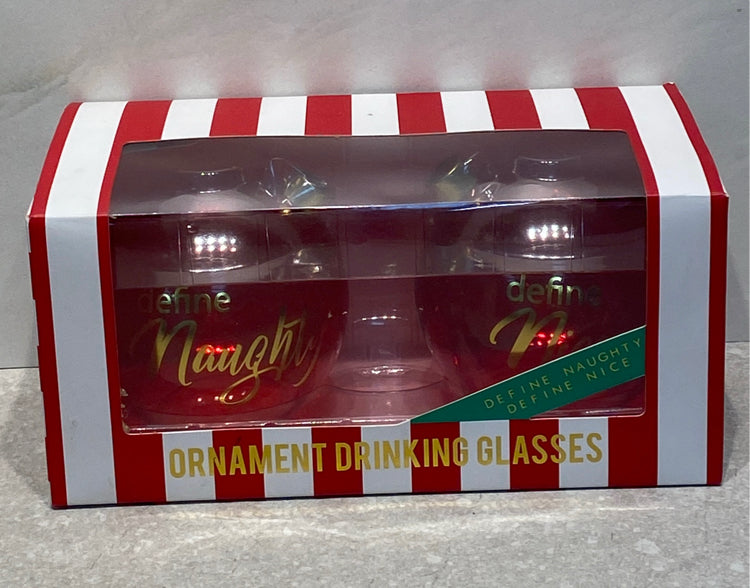 define
Naughty
define
DEFINE NAUGHTY
DEFINE NICE
ORNAMENT DRINKING GLASSES